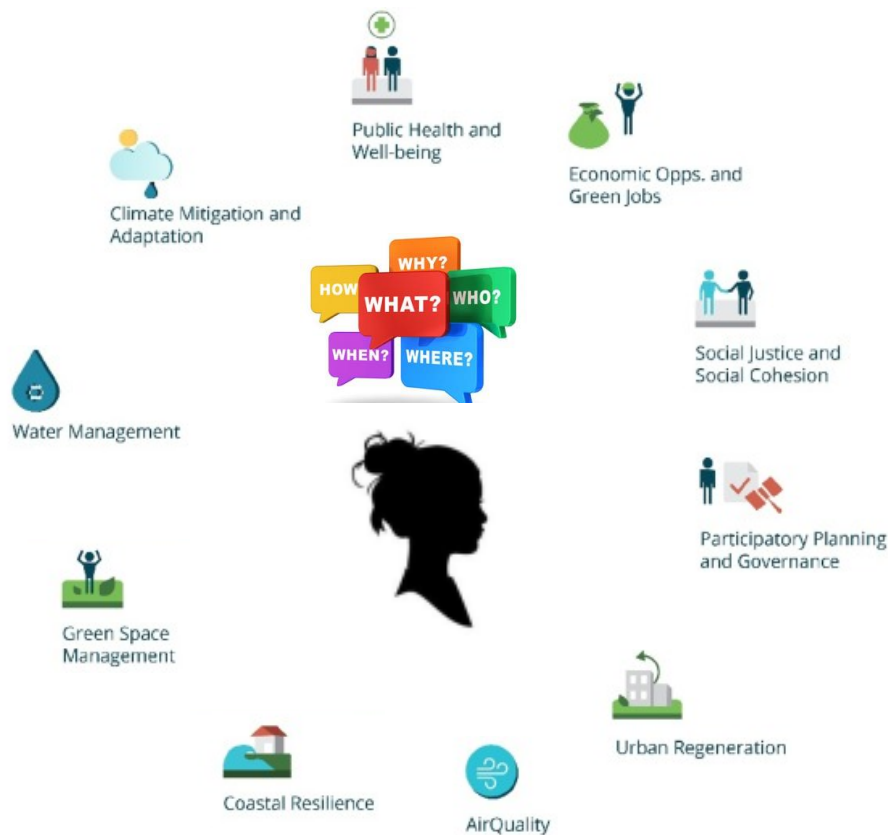 Public Health and
Well-being
Economic Opps. and
Green Jobs
Climate Mitigation and
Adaptation
WHY?
HOW
WHAT?
WHO?
WHEN?
WHERE?
Social Justice and
Social Cohesion
Water Management
Participatory Planning
and Governance
Green Space
Management
Urban Regeneration
Coastal Resilience
AirQuality